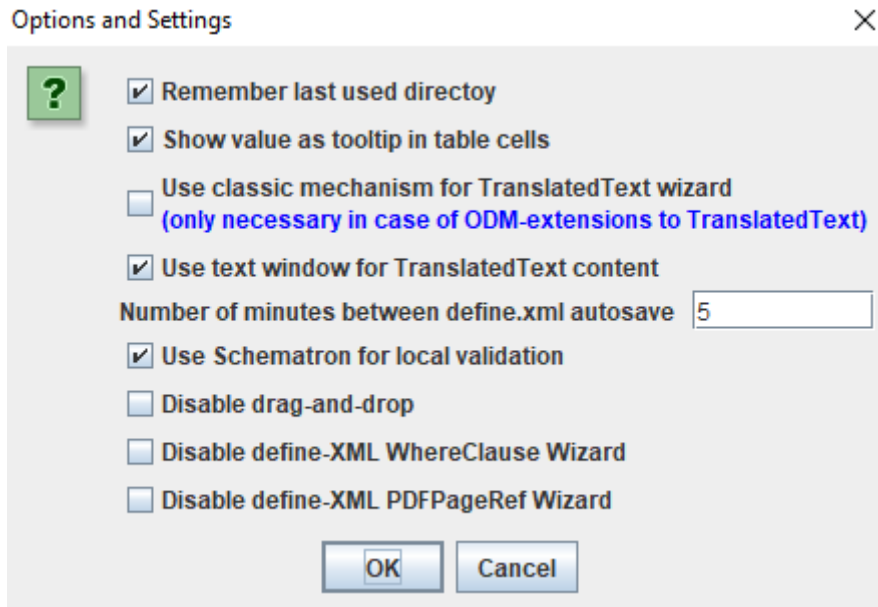 Options and Settings
?
Remember last used directoy
Show value as tooltip in table cells
Use classic mechanism for TranslatedText wizard
(only necessary in case of ODM-extensions to TranslatedText)
Use text window for TranslatedText content
Number of minutes between define.xml autosave 5
Use Schematron for local validation
Disable drag-and-drop
Disable define-XML WhereClause Wizard
Disable define-XML PDFPageRef Wizard
OK Cancel